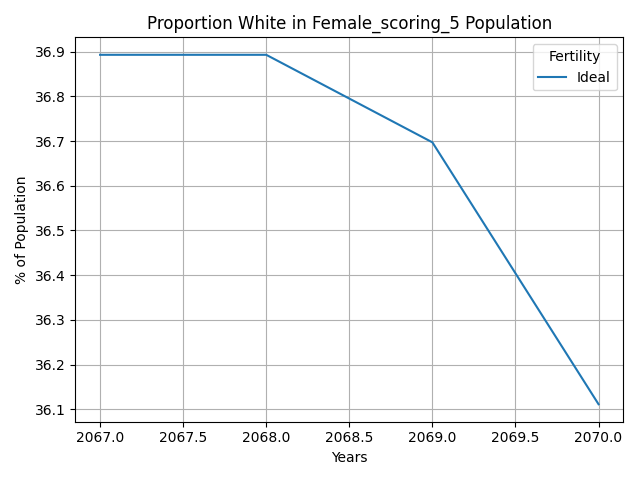 Proportion White in Female_scoring_5 Population
Fertility
Ideal
% of Population
36.9
36.8
36.7
36.6
36.5
36.4
36.3
36.2
36.1
2067.0 2067.5 2068.0 2068.5 2069.0 2069.5 2070.0
Years